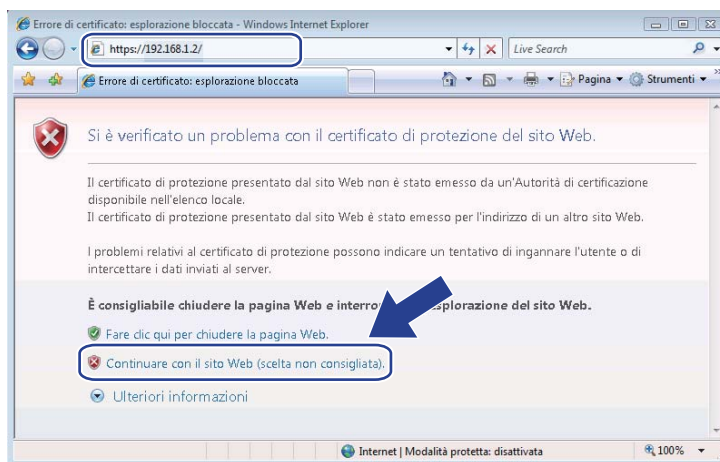 Errore di certificato: esplorazione bloccata - Windows Internet Explorer
https://192.168.1.2/
Live Search
Errore di certificato: esplorazione bloccata
Pagina
Strumenti
Si è verificato un problema con il certificato di protezione del sito Web.
Il certificato di protezione presentato dal sito Web non è stato emesso da un'Autorità di certificazione
disponibile nell'elenco locale.
Il certificato di protezione presentato dal sito Web è stato emesso per l'indirizzo di un altro sito Web.
I problemi relativi al certificato di protezione possono indicare un tentativo di ingannare l'utente o di
intercettare i dati inviati al server.
È consigliabile chiudere la pagina Web e esplorazione del sito Web.
Fare clic qui per chiudere la pagina Web.
Continuare con il sito Web (scelta non consigliata).
Ulteriori informazioni
Internet | Modalità protetta: disattivata
100%